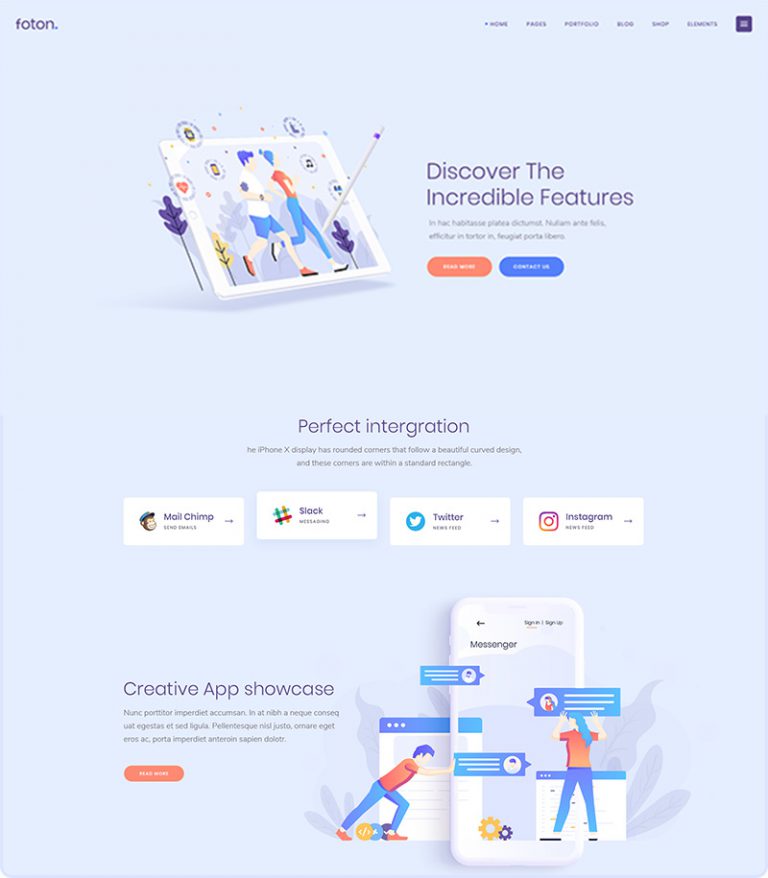 foton.
HOME PAGES PORTFOLIO BLOG SHOP ELEMENTS
Discover The
Incredible Features
In hac habitasse platea dictumst. Nullam ante felis,
efficitur in tortor in, feugiat porta libero.
READ MORE
CONTACT US
Perfect intergration
he iPhone X display has rounded corners that follow a beautiful curved design,
and these corners are within a standard rectangle.
Mail Chimp
SEND EMAILS
Slack
MESSAGING
Twitter
NEWS FEED
Instagram
NEWS FEED
Sign In | Sign Up
Messenger
Creative App showcase
Nunc porttitor imperdiet accumsan. In at nibh a neque conseq
uat egestas et sed ligula. Pellentesque nisl justo, ornare eget
eros ac, porta imperdiet anteroin sapien dolotr.
READ MORE